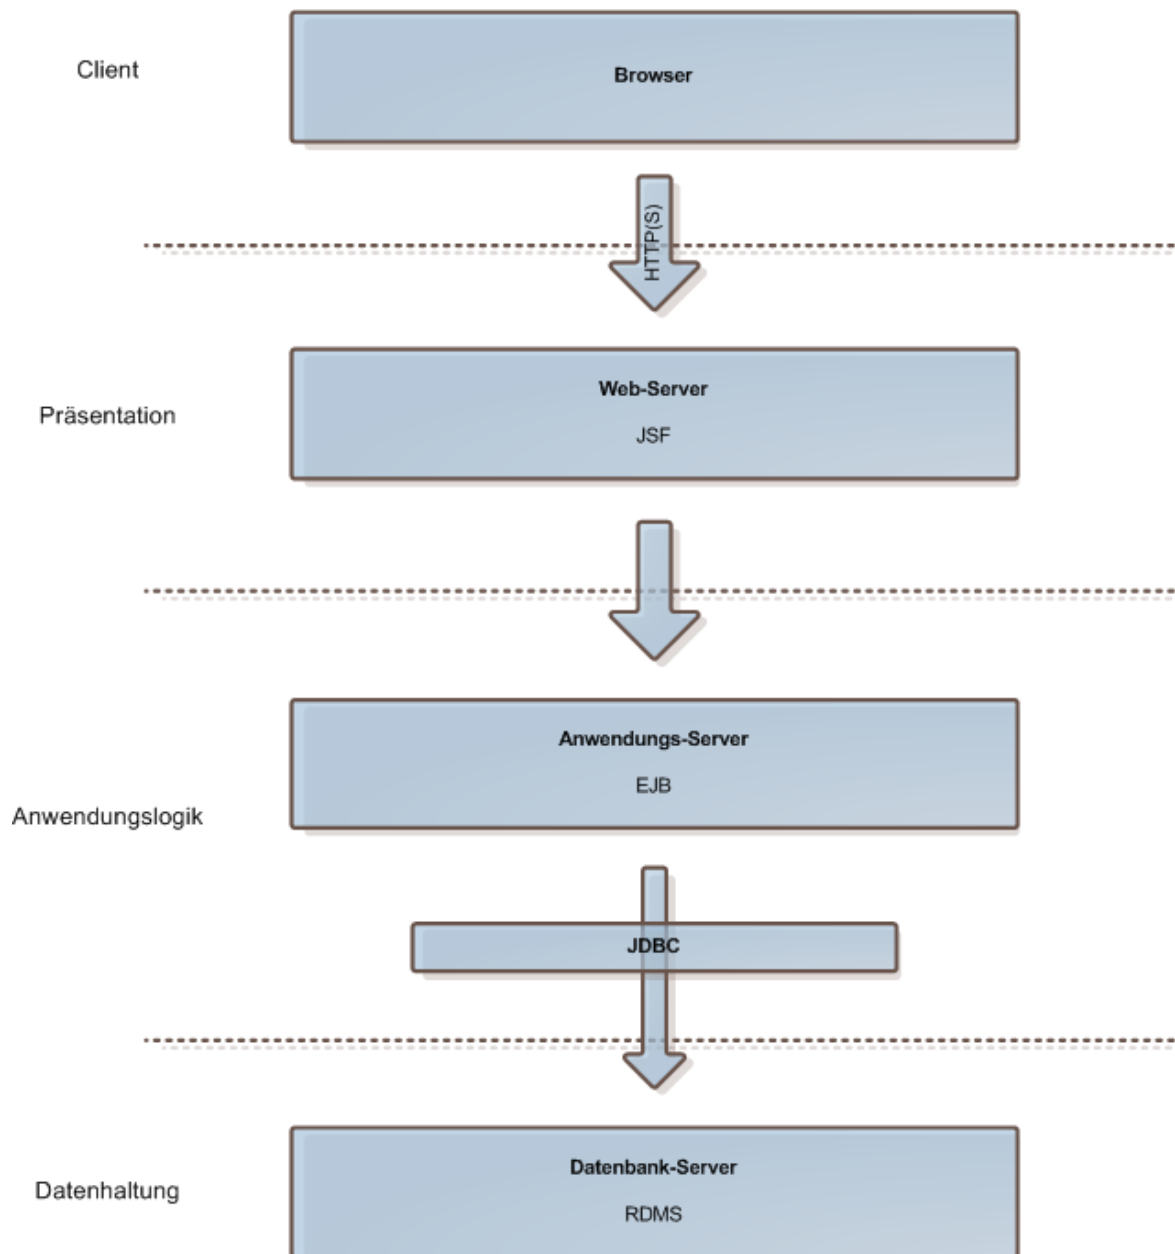 Client
Browser
HTTP(S)
Präsentation
Web-Server
JSF
Anwendungs-Server
EJB
Anwendungslogik
JDBC
Datenhaltung
Datenbank-Server
RDMS